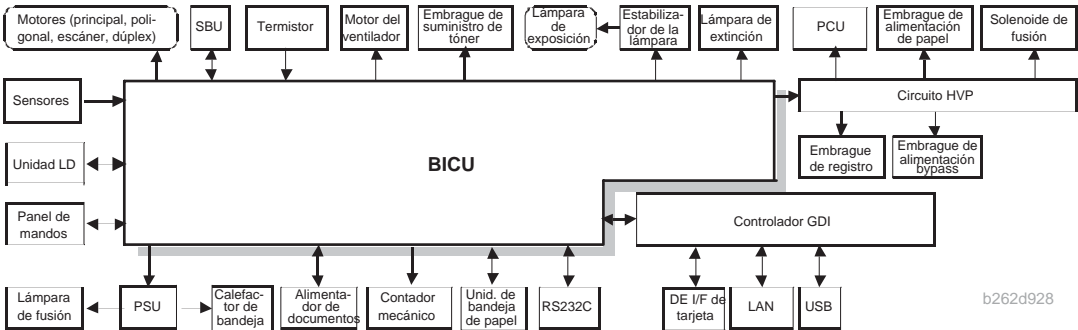 Motores (principal, poli-
gonal, escáner, dúplex)
SBU
Termistor
Motor del
ventilador
Embrague de
suministro de
tóner
Lámpara
de
exposición
Estabiliza-
dor de la
lámpara
Lámpara de
extinción
PCU
Embrague de
alimentación
de papel
Solenoide de
fusión
Sensores
Circuito HVP
Unidad LD
BICU
Embrague
de registro
Embrague de
alimentación
bypass
Panel de
mandos
Controlador GDI
Lámpara
de fusión
PSU
Calefac-
tor de
bandeja
Alimenta-
dor de
documentos
Contador
mecánico
Unid. de
bandeja
de papel
RS232C
DE I/F de
tarjeta
LAN
USB
b262d928